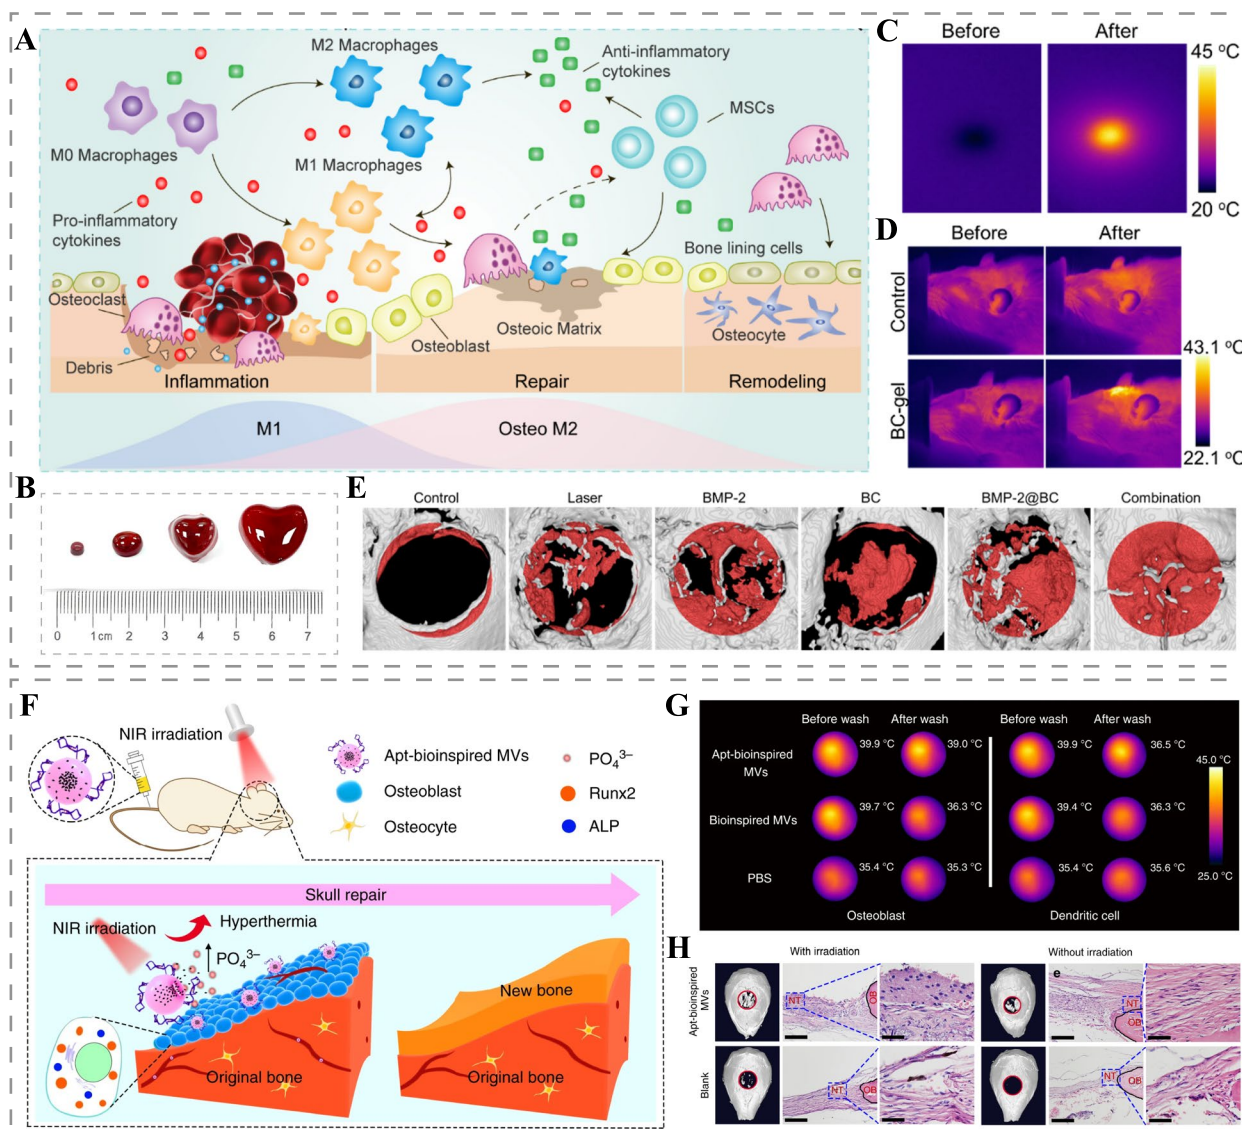 A
M2 Macrophages
Anti-inflammatory
cytokines
MSCs
M0 Macrophages
M1 Macrophages
Pro-inflammatory
cytokines
Bone lining cells
Osteoclast
Osteoblast
Osteoic Matrix
Osteocyte
Debris
Inflammation
Repair
Remodeling
M1
Osteo M2
B
0 1 cm 2 3 4 5 6 7
C
Before After
45 ºC
20 ºC
D
Before After
Control
BC-gel
43.1 ºC
22.1 ºC
E
Control Laser BMP-2 BC BMP-2@BC Combination
F
NIR irradiation
Apt-bioinspired MVs
Osteoblast
Osteocyte
PO₄³⁻
Runx2
ALP
Skull repair
NIR irradiation
Hyperthermia
PO₄³⁻
New bone
Original bone
Original bone
G
Before wash After wash Before wash After wash
Apt-bioinspired
MVs
39.9 °C 39.0 °C 39.9 °C 36.5 °C
Bioinspired MVs
39.7 °C 36.3 °C 39.4 °C 36.3 °C
PBS
35.4 °C 35.3 °C 35.4 °C 35.6 °C
Osteoblast Dendritic cell
45.0 °C
25.0 °C
H
With irradiation Without irradiation
Apt-bioinspired
MVs
NT OB e NT OB
Blank
NT OB NT OB